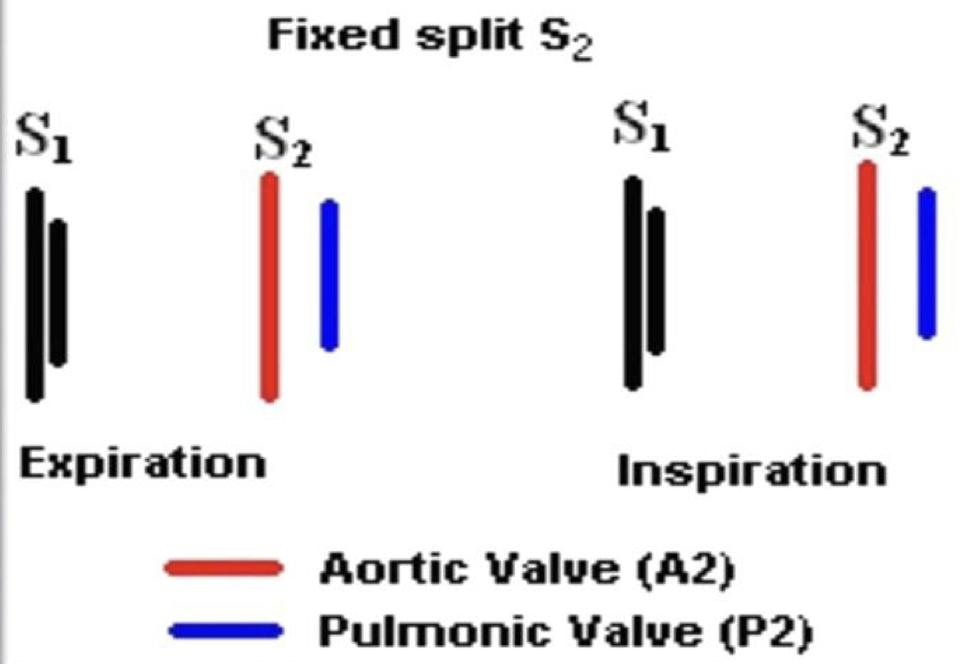 Fixed split S₂
S₁ S₂ S₁ S₂
Expiration Inspiration
Aortic Valve (A2)
Pulmonic Valve (P2)